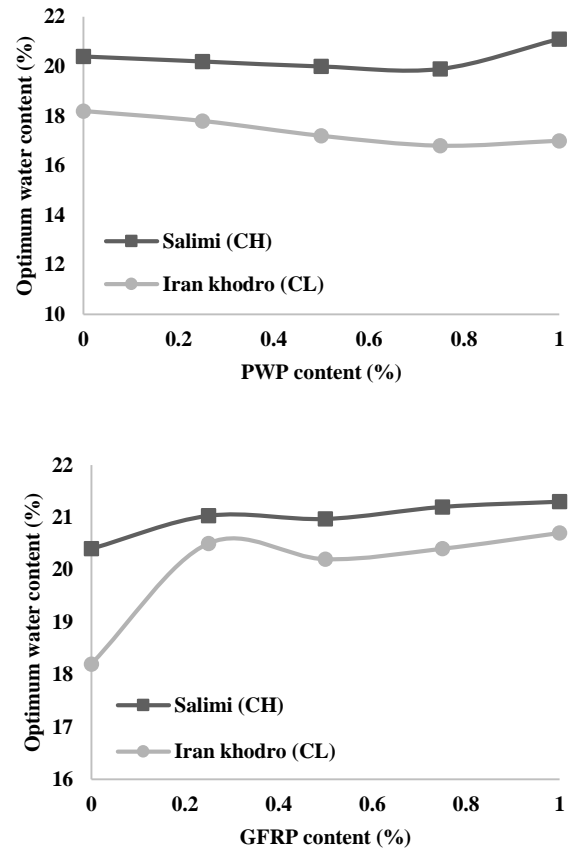 22
20
18
16
14
12
10
Optimum water content (%)
Salimi (CH)
Iran khodro (CL)
0 0.2 0.4 0.6 0.8 1
PWP content (%)
22
21
20
19
18
17
16
Optimum water content (%)
Salimi (CH)
Iran khodro (CL)
0 0.2 0.4 0.6 0.8 1
GFRP content (%)